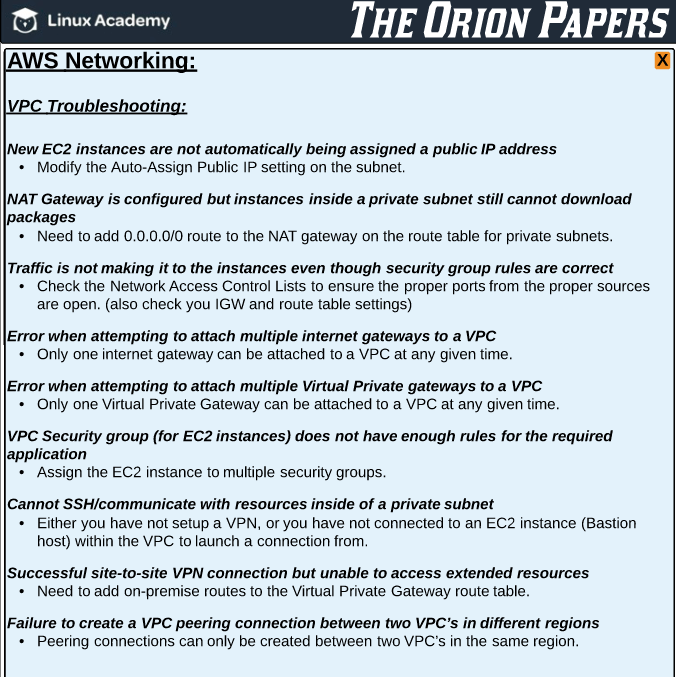 Linux Academy
THE ORION PAPERS
AWS Networking:
X
VPC Troubleshooting:
New EC2 instances are not automatically being assigned a public IP address
• Modify the Auto-Assign Public IP setting on the subnet.
NAT Gateway is configured but instances inside a private subnet still cannot download
packages
• Need to add 0.0.0.0/0 route to the NAT gateway on the route table for private subnets.
Traffic is not making it to the instances even though security group rules are correct
• Check the Network Access Control Lists to ensure the proper ports from the proper sources
are open. (also check you IGW and route table settings)
Error when attempting to attach multiple internet gateways to a VPC
• Only one internet gateway can be attached to a VPC at any given time.
Error when attempting to attach multiple Virtual Private gateways to a VPC
• Only one Virtual Private Gateway can be attached to a VPC at any given time.
VPC Security group (for EC2 instances) does not have enough rules for the required
application
• Assign the EC2 instance to multiple security groups.
Cannot SSH/communicate with resources inside of a private subnet
• Either you have not setup a VPN, or you have not connected to an EC2 instance (Bastion
host) within the VPC to launch a connection from.
Successful site-to-site VPN connection but unable to access extended resources
• Need to add on-premise routes to the Virtual Private Gateway route table.
Failure to create a VPC peering connection between two VPC's in different regions
• Peering connections can only be created between two VPC's in the same region.